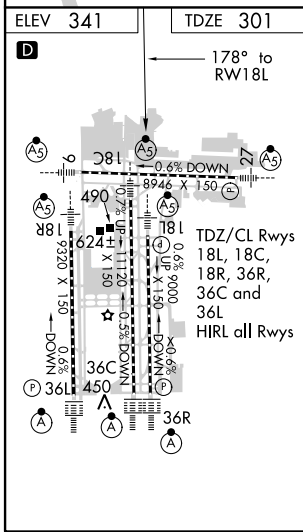 ELEV 341
TDZE 301
D
178° to
RW18L
A5
A5
A5
9
18C
0.6% DOWN
27
8946 X 150
P
A5
490
A5
18R
18L
0.7% UP
P
TDZ/CL Rwys
18L, 18C,
18R, 36R,
36C and
36L
HIRL all Rwys
624±
9320 X 150
11120 X 150
0.6% UP
9000 X 150
0.5% DOWN
0.6% DOWN
0.6% DOWN
36C
P
36L
450
P
36R
A
A
A